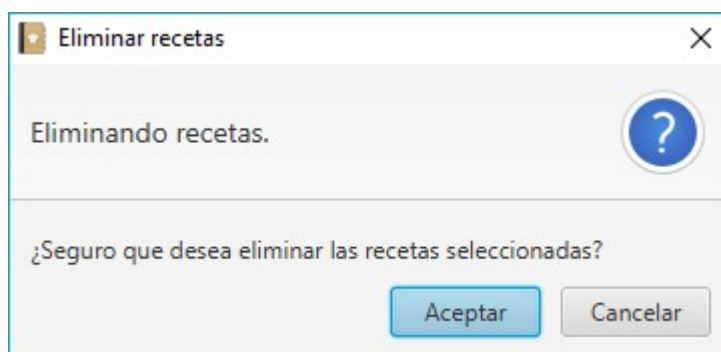 Eliminar recetas
Eliminando recetas.
?
¿Seguro que desea eliminar las recetas seleccionadas?
Aceptar Cancelar